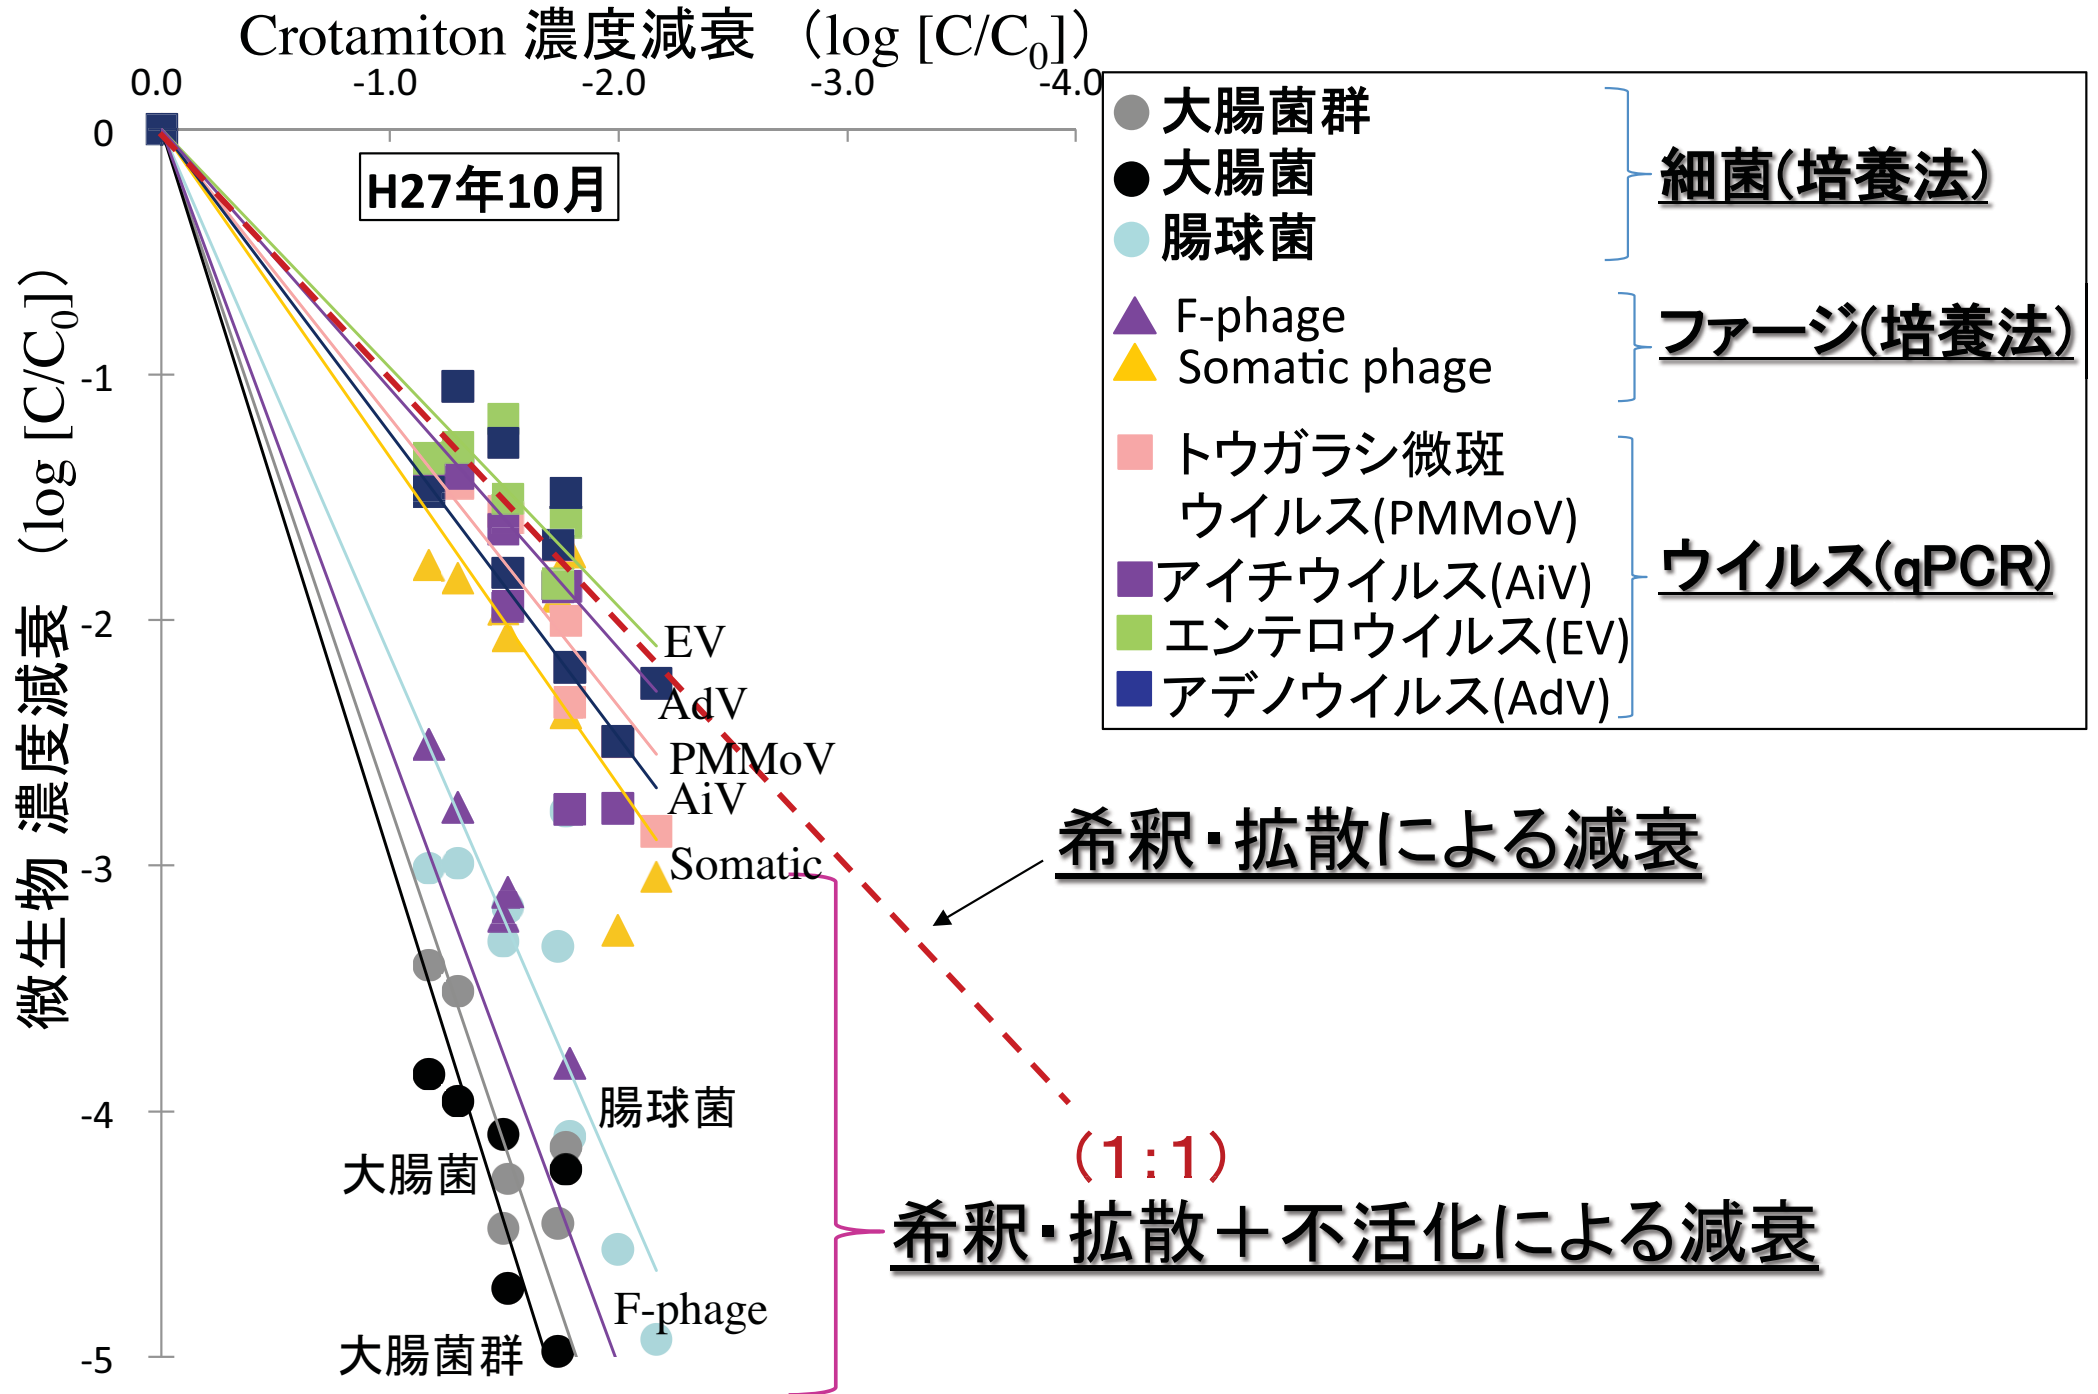 Crotamiton 濃度減衰 （log [C/C0]）
0.0 -1.0 -2.0 -3.0 -4.0
0
-1
-2
-3
-4
-5
微生物 濃度減衰 （log [C/C0]）
H27年10月
大腸菌群
大腸菌
腸球菌
細菌(培養法)
F-phage
Somatic phage
ファージ(培養法)
トウガラシ微斑
ウイルス(PMMoV)
アイチウイルス(AiV)
エンテロウイルス(EV)
アデノウイルス(AdV)
ウイルス(qPCR)
EV
AdV
PMMoV
AiV
Somatic
希釈・拡散による減衰
腸球菌
大腸菌
（1:1）
希釈・拡散＋不活化による減衰
F-phage
大腸菌群